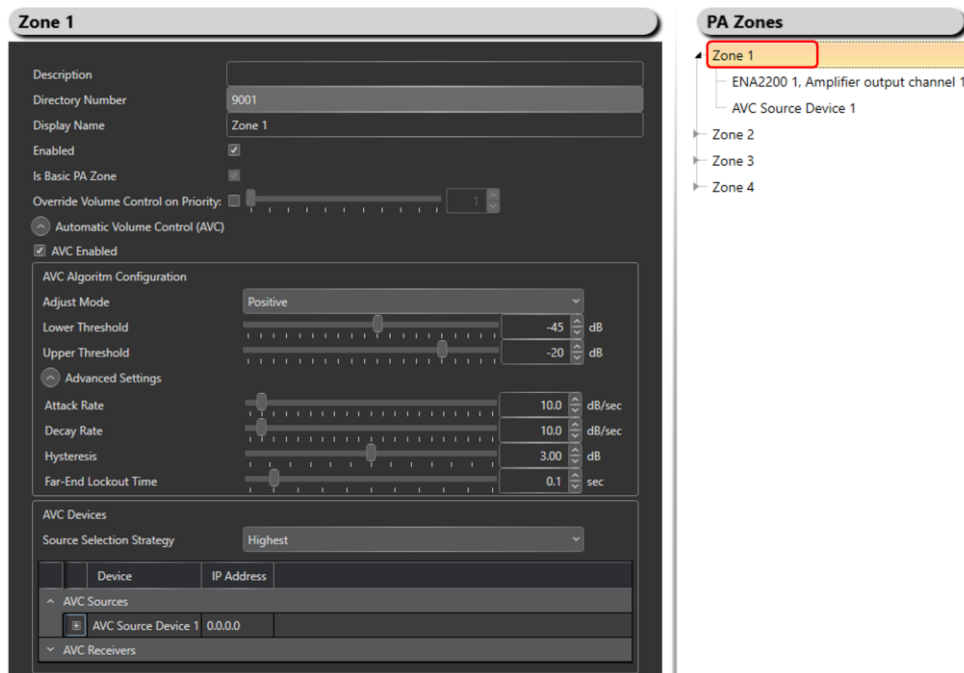 Zone 1
Description
Directory Number 9001
Display Name Zone 1
Enabled
Is Basic PA Zone
Override Volume Control on Priority: 1
Automatic Volume Control (AVC)
AVC Enabled
AVC Algoritm Configuration
Adjust Mode Positive
Lower Threshold -45 dB
Upper Threshold -20 dB
Advanced Settings
Attack Rate 10.0 dB/sec
Decay Rate 10.0 dB/sec
Hysteresis 3.00 dB
Far-End Lockout Time 0.1 sec
AVC Devices
Source Selection Strategy Highest
Device IP Address
AVC Sources
AVC Source Device 1 0.0.0.0
AVC Receivers
PA Zones
Zone 1
ENA2200 1, Amplifier output channel 1
AVC Source Device 1
Zone 2
Zone 3
Zone 4